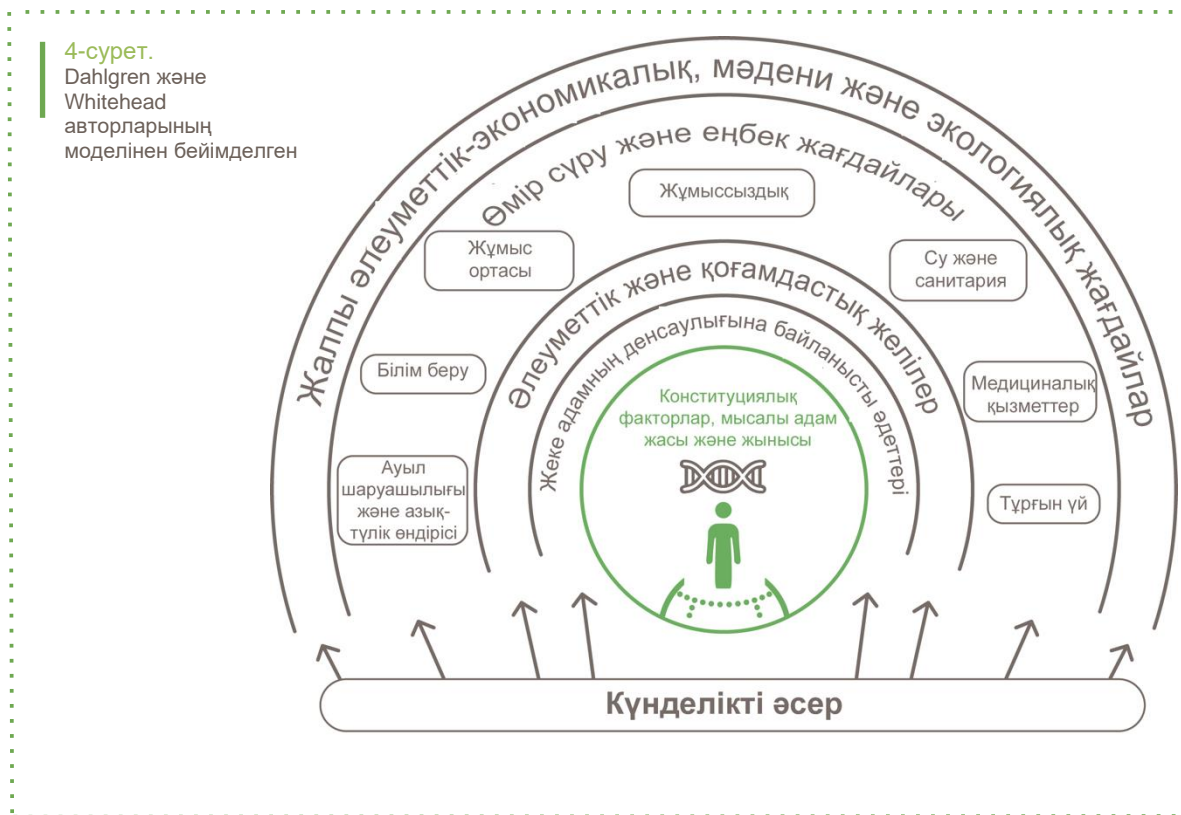 4-сурет.
Dahlgren және
Whitehead
авторларының
моделінен бейімделген
Жалпы әлеуметтік-экономикалық, мәдени және экологиялық жағдайлар
Өмір сүру және еңбек жағдайлары
Жұмыссыздық
Жұмыс
ортасы
Су және
санитария
Әлеуметтік және қоғамдастық желілер
Жеке адамның денсаулығына байланысты әдеттері
Білім беру
Медициналық
қызметтер
Конституциялық
факторлар, мысалы адам
жасы және жынысы
Ауыл
шаруашылығы
және азық-
түлік өндірісі
Тұрғын үй
Күнделікті әсер